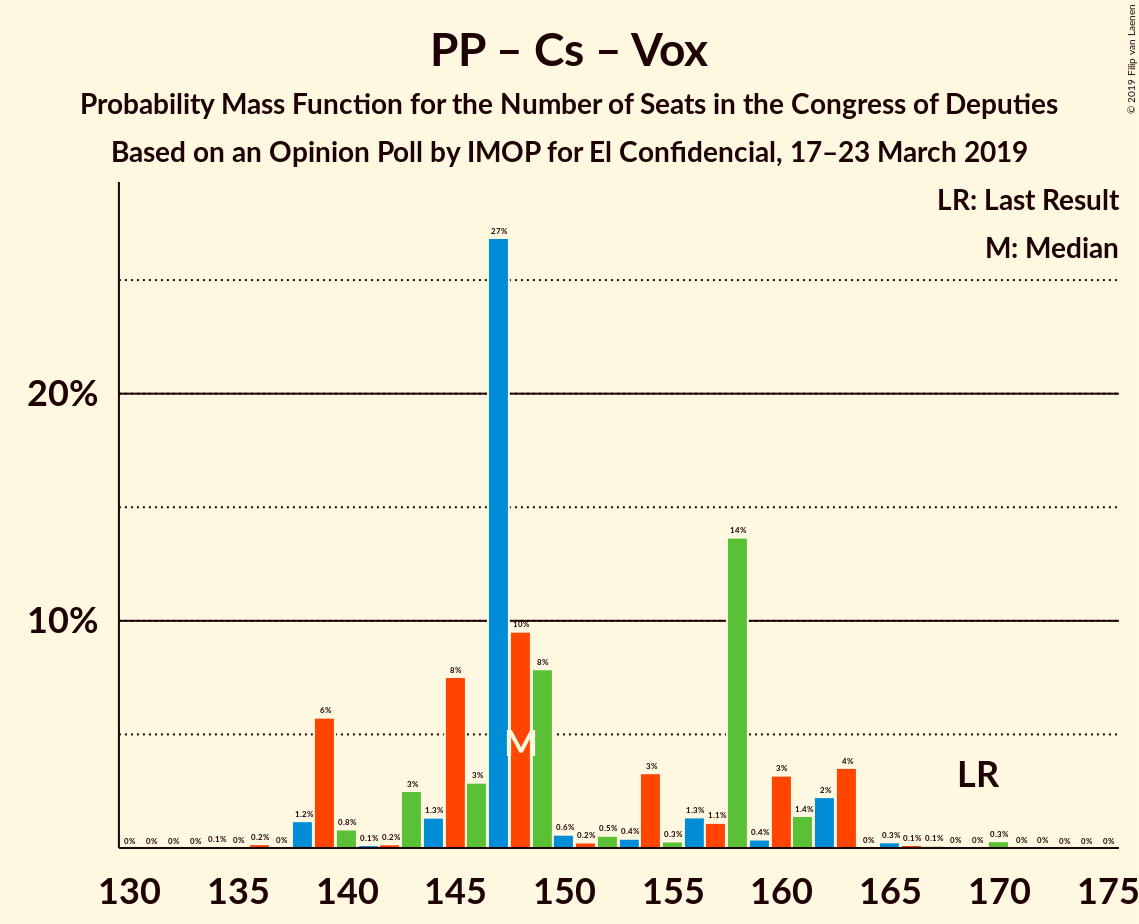 PP – Cs – Vox
Probability Mass Function for the Number of Seats in the Congress of Deputies
Based on an Opinion Poll by IMOP for El Confidencial, 17–23 March 2019
© 2019 Filip van Laenen
LR: Last Result
M: Median
20%
10%
0% 0% 0% 0% 0.1% 0% 0.2% 0% 1.2% 6% 0.8% 0.1% 0.2% 3% 1.3% 8% 3% 27% 10% 8% 0.6% 0.2% 0.5% 0.4% 3% 0.3% 1.3% 1.1% 14% 0.4% 3% 1.4% 2% 4% 0% 0.3% 0.1% 0.1% 0% 0% 0.3% 0% 0% 0% 0% 0%
M
LR
130 135 140 145 150 155 160 165 170 175